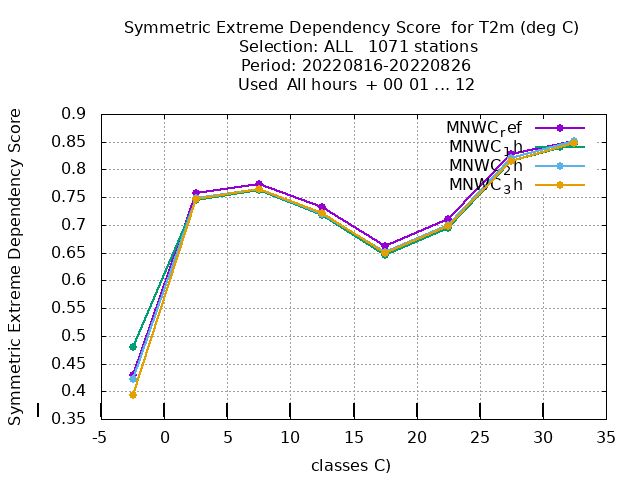 Symmetric Extreme Dependency Score for T2m (deg C)
Selection: ALL 1071 stations
Period: 20220816-20220826
Used All hours + 00 01 ... 12
Symmetric Extreme Dependency Score
0.9
0.85
0.8
0.75
0.7
0.65
0.6
0.55
0.5
0.45
0.4
0.35
MNWC_ref
MNWC_1h
MNWC_2h
MNWC_3h
-5 0 5 10 15 20 25 30 35
classes C)